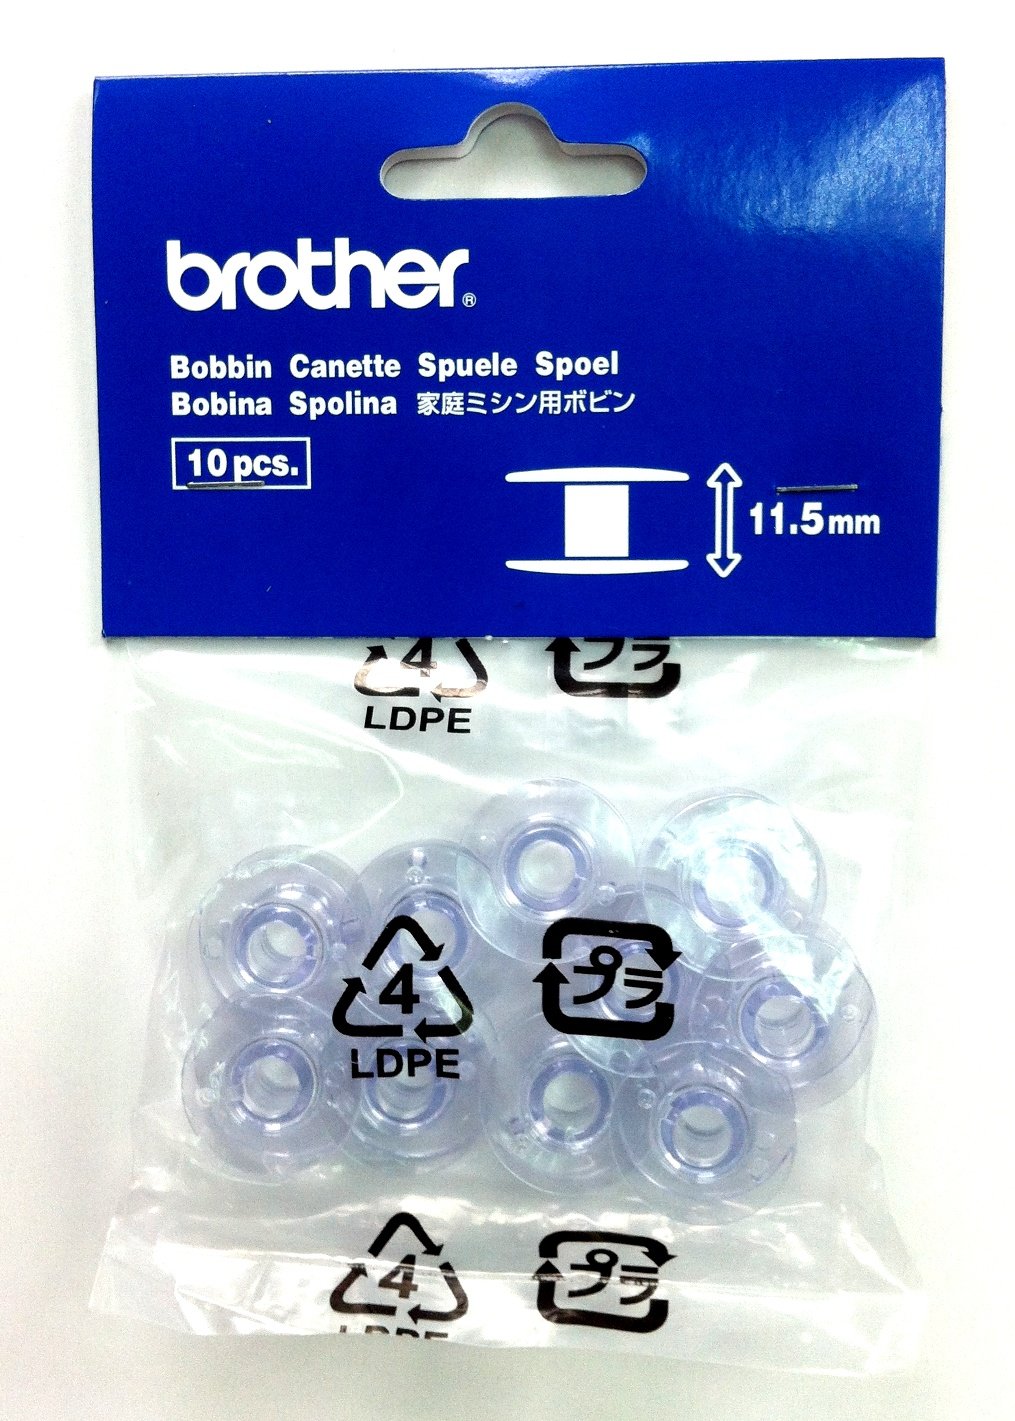 brother®
Bobbin Canette Spuele Spoel
Bobina Spolina 家庭ミシン用ボビン
10 pcs.
11.5mm
4 プラ
LDPE
4 プラ
LDPE
4 プラ
LDPE